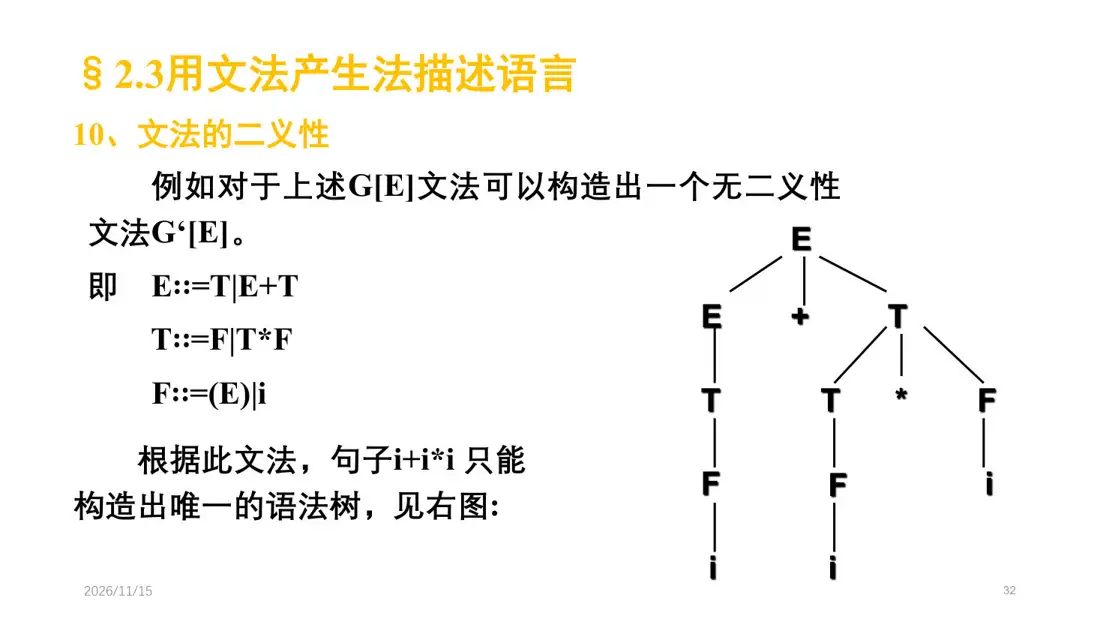 §2.3用文法产生法描述语言
10、文法的二义性
例如对于上述G[E]文法可以构造出一个无二义性
文法G‘[E]。
即 E::=T|E+T
T::=F|T*F
F::=(E)|i
根据此文法，句子i+i*i 只能
构造出唯一的语法树，见右图:
E
E + T
T T * F
F F i
i i
2026/11/15
32